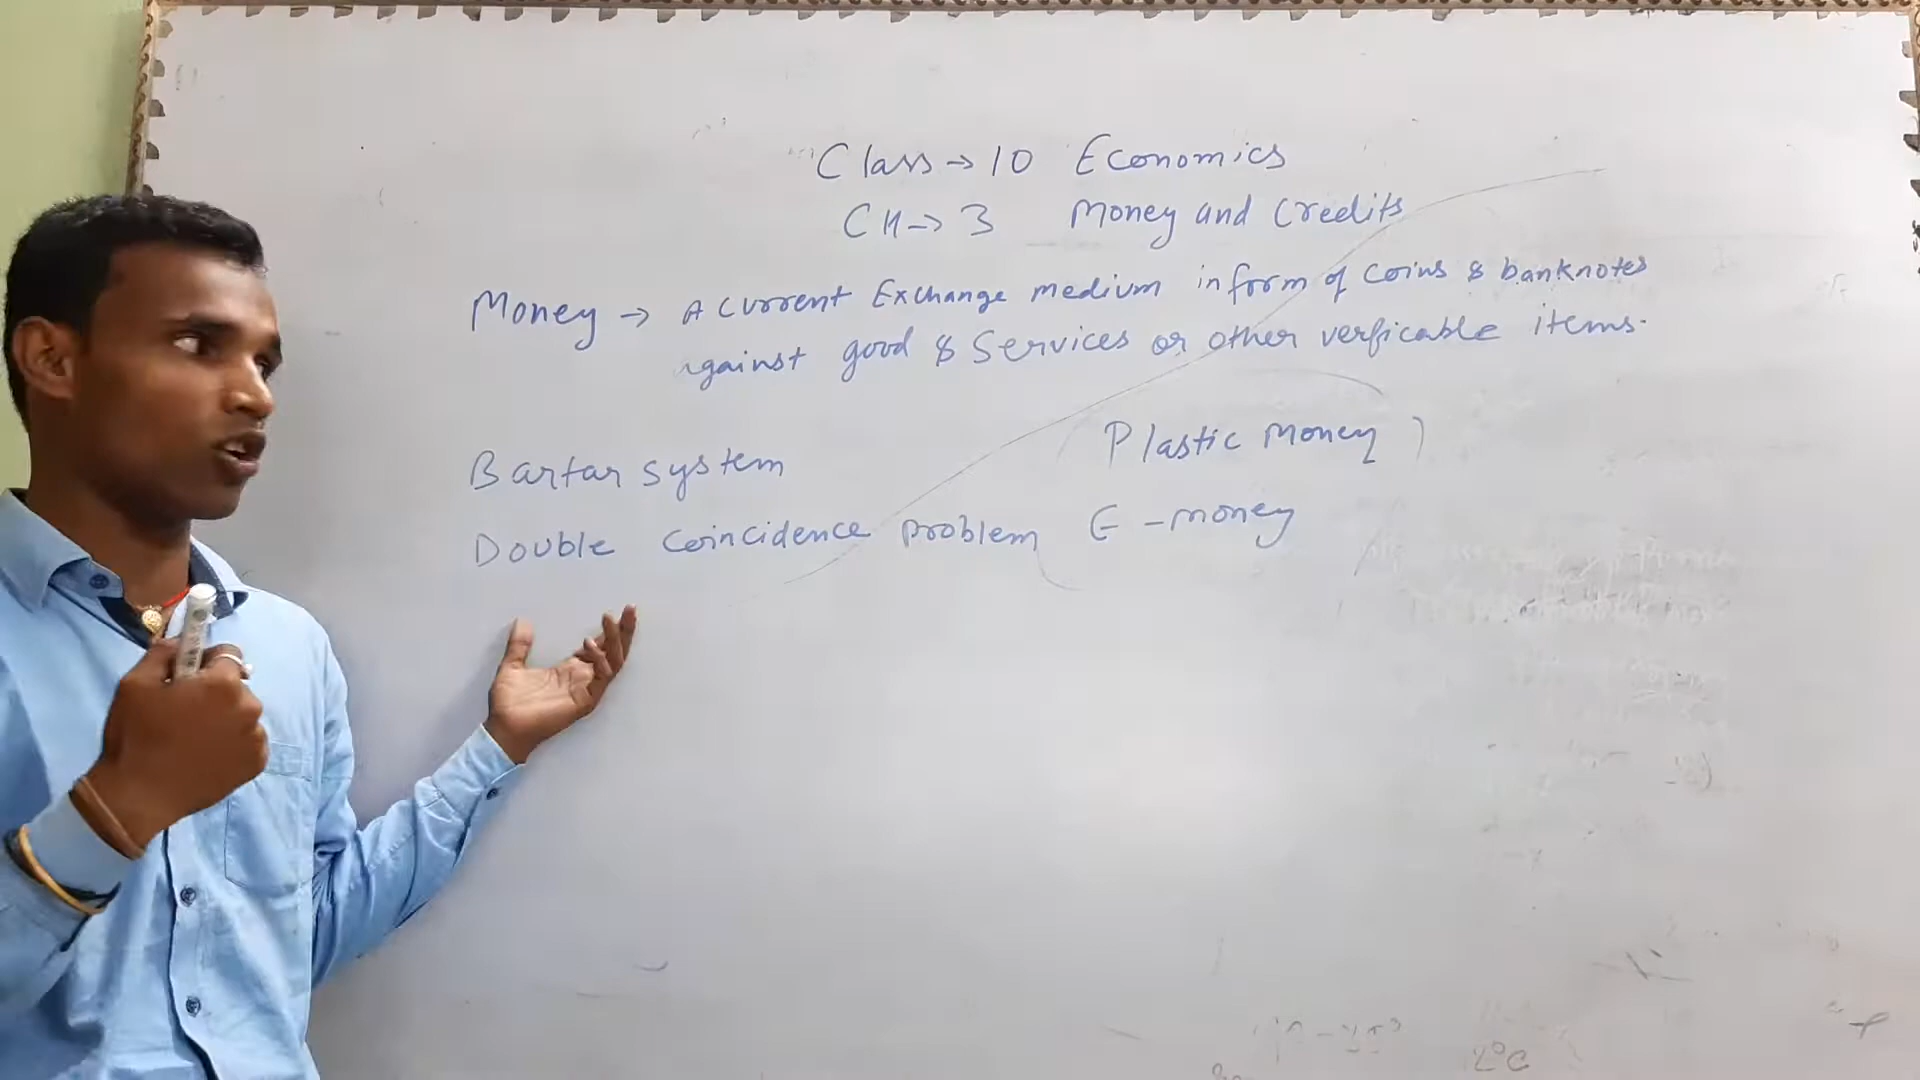 Class → 10 Economics
CH → 3 Money and Credits
Money → A current Exchange medium in form of coins & banknotes
against good & Services or other verficable items.
Bartar system
Plastic Money
Double coincidence problem
E - money
2°C